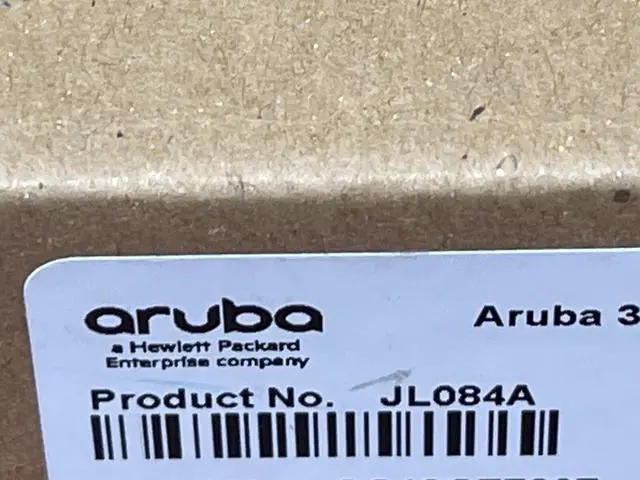 aruba
a Hewlett Packard
Enterprise company
Aruba 3
Product No. JL084A